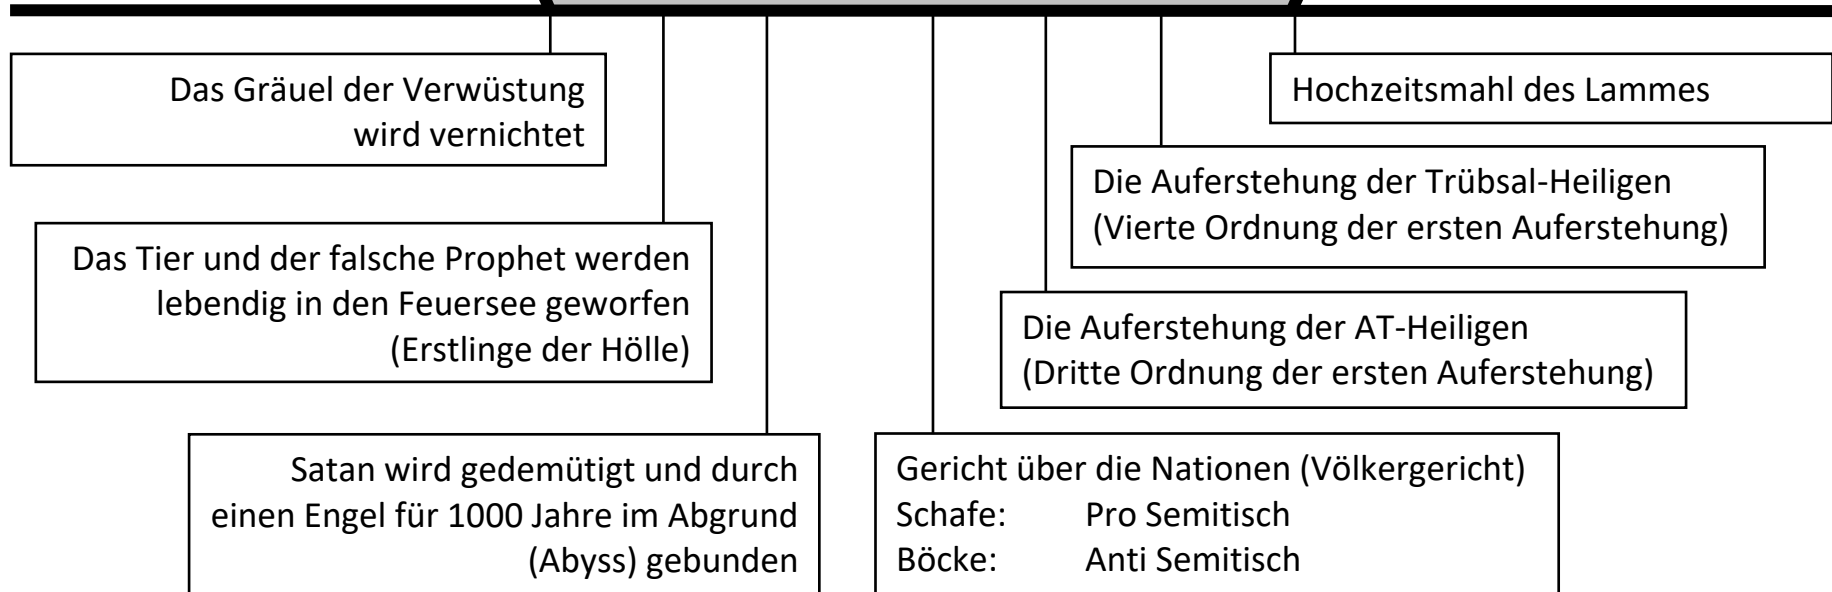 Das Gräuel der Verwüstung
wird vernichtet
Das Tier und der falsche Prophet werden
lebendig in den Feuersee geworfen
(Erstlinge der Hölle)
Satan wird gedemütigt und durch
einen Engel für 1000 Jahre im Abgrund
(Abyss) gebunden
Gericht über die Nationen (Völkergericht)
Schafe: Pro Semitisch
Böcke: Anti Semitisch
Die Auferstehung der AT-Heiligen
(Dritte Ordnung der ersten Auferstehung)
Die Auferstehung der Trübsal-Heiligen
(Vierte Ordnung der ersten Auferstehung)
Hochzeitsmahl des Lammes